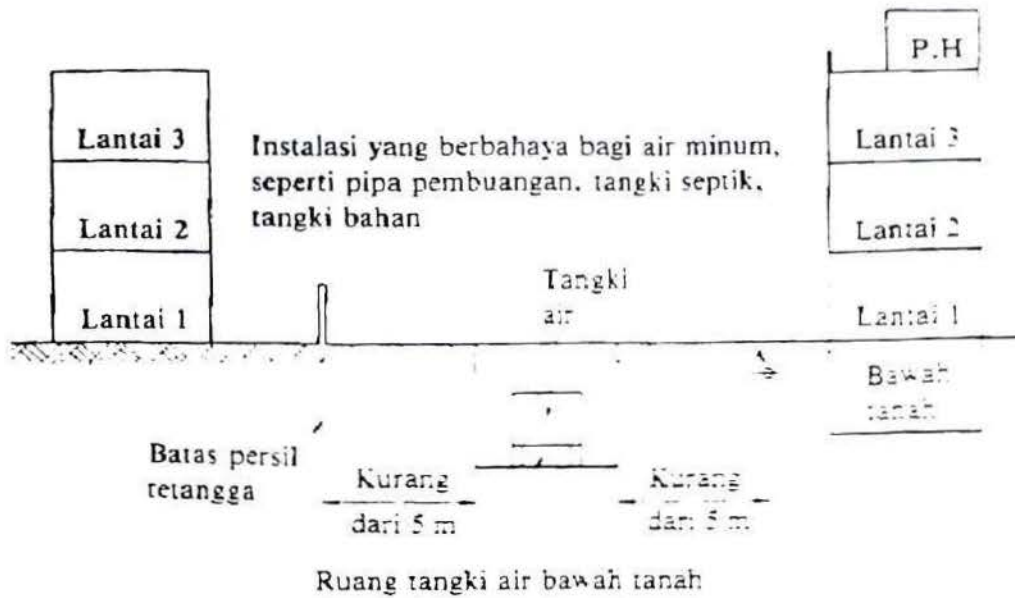 P.H
Lantai 3
Lantai 2
Lantai 1
Instalasi yang berbahaya bagi air minum,
seperti pipa pembuangan, tangki septik,
tangki bahan
Tangki
air
Lantai 3
Lantai 2
Lantai 1
Bawah
tanah
Batas persil
tetangga
Kurang
dari 5 m
Kurang
dari 5 m
Ruang tangki air bawah tanah